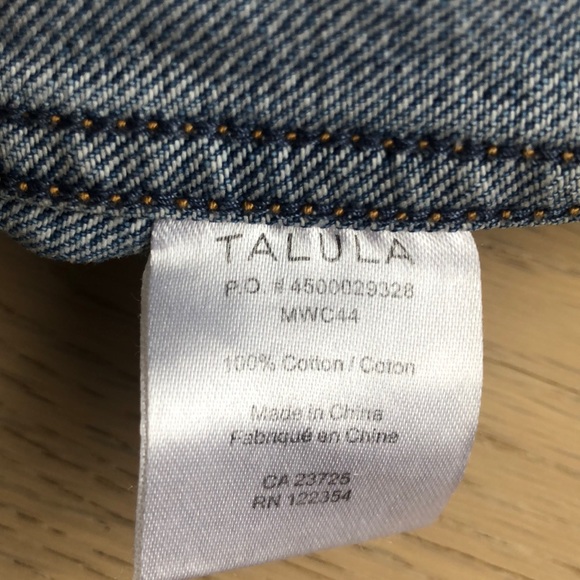 TALULA
P.O. # 4500029328
MWC44
100% Cotton / Coton
Made in China
Fabriqué en Chine
CA 23725
RN 122354